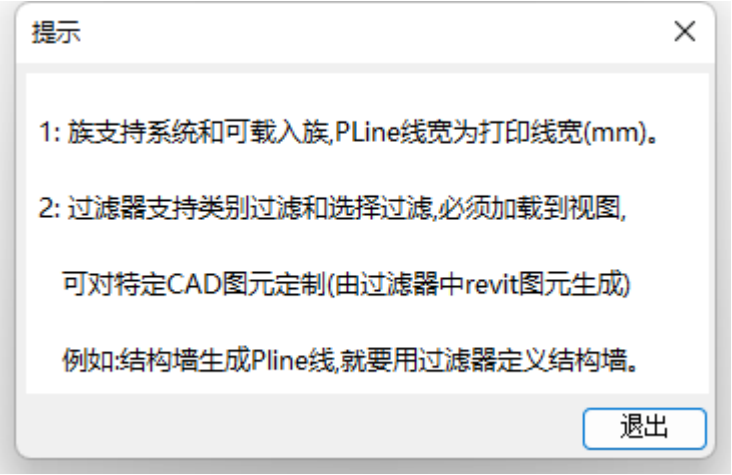 提示
1: 族支持系统和可载入族,PLine线宽为打印线宽(mm)。
2: 过滤器支持类别过滤和选择过滤,必须加载到视图,
可对特定CAD图元定制(由过滤器中revit图元生成)
例如:结构墙生成Pline线,就要用过滤器定义结构墙。
退出